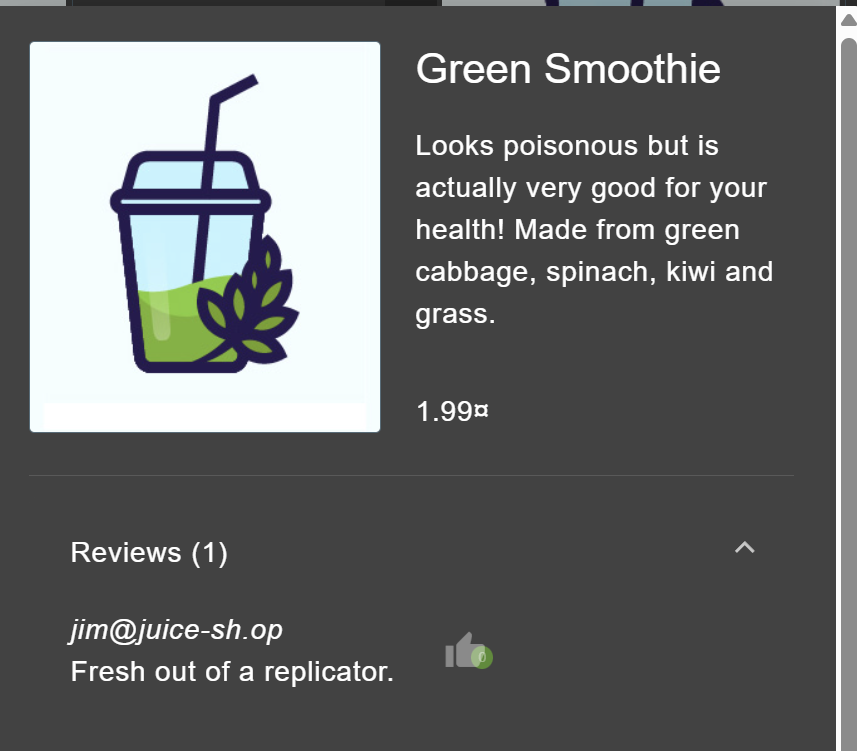 Green Smoothie
Looks poisonous but is
actually very good for your
health! Made from green
cabbage, spinach, kiwi and
grass.
1.99¤
Reviews (1)
jim@juice-sh.op
Fresh out of a replicator.
0